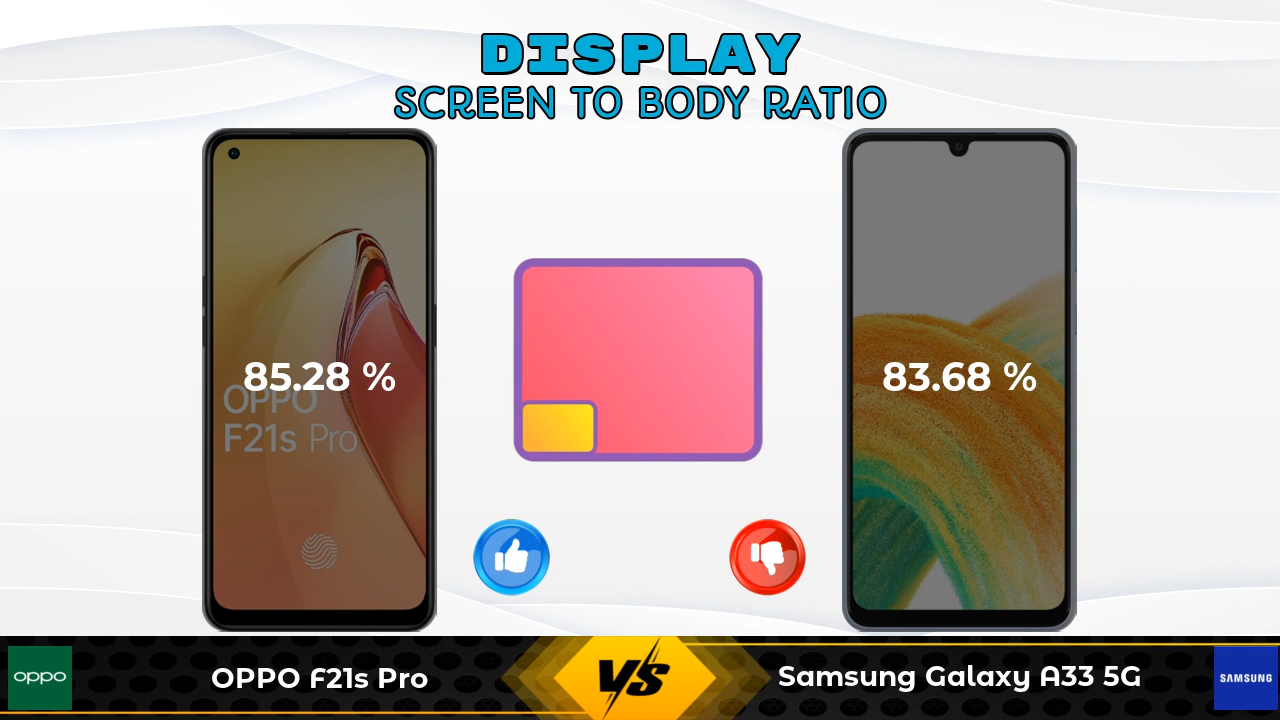 DISPLAY
SCREEN TO BODY RATIO
85.28 %
OPPO
F21s Pro
83.68 %
oppo
OPPO F21s Pro
VS
Samsung Galaxy A33 5G
SAMSUNG